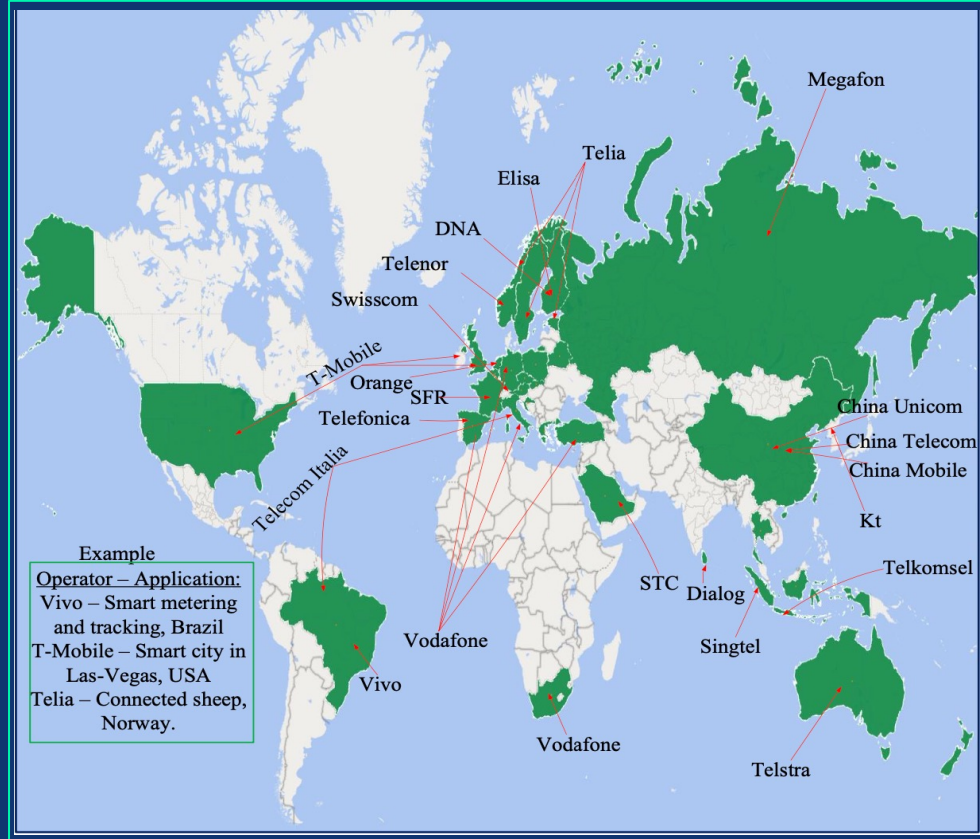 Megafon
Telia
Elisa
DNA
Telenor
Swisscom
T-Mobile
Orange
SFR
Telefonica
Telecom Italia
China Unicom
China Telecom
China Mobile
Kt
STC
Dialog
Telkomsel
Singtel
Vodafone
Vivo
Vodafone
Telstra
Example
Operator – Application:
Vivo – Smart metering
and tracking, Brazil
T-Mobile – Smart city in
Las-Vegas, USA
Telia – Connected sheep,
Norway.